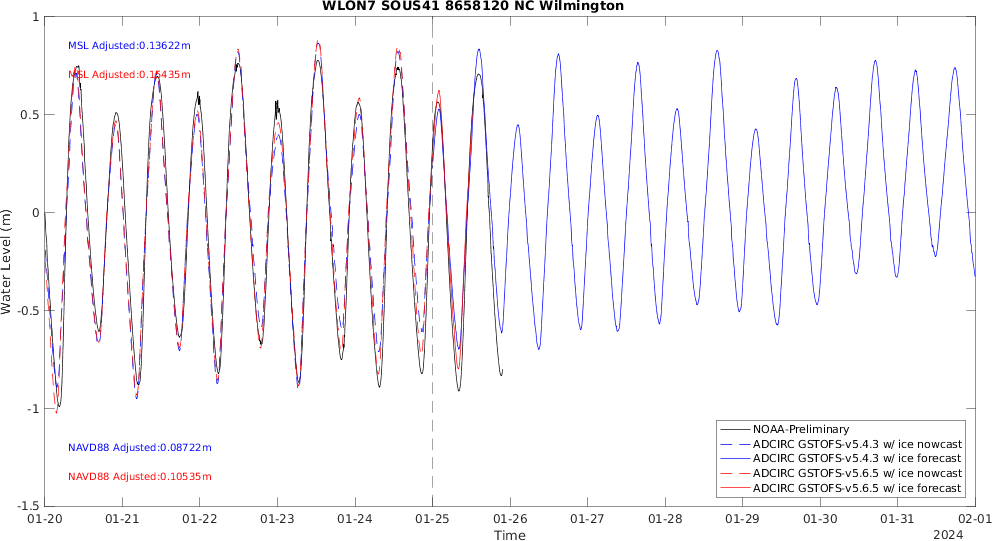 WLON7 SOUS41 8658120 NC Wilmington
MSL Adjusted:0.13622m
MSL Adjusted:0.15435m
NAVD88 Adjusted:0.08722m
NAVD88 Adjusted:0.10535m
Water Level (m)
1
0.5
0
-0.5
-1
-1.5
NOAA-Preliminary
ADCIRC GSTOFS-v5.4.3 w/ ice nowcast
ADCIRC GSTOFS-v5.4.3 w/ ice forecast
ADCIRC GSTOFS-v5.6.5 w/ ice nowcast
ADCIRC GSTOFS-v5.6.5 w/ ice forecast
01-20 01-21 01-22 01-23 01-24 01-25 01-26 01-27 01-28 01-29 01-30 01-31 02-01
Time
2024